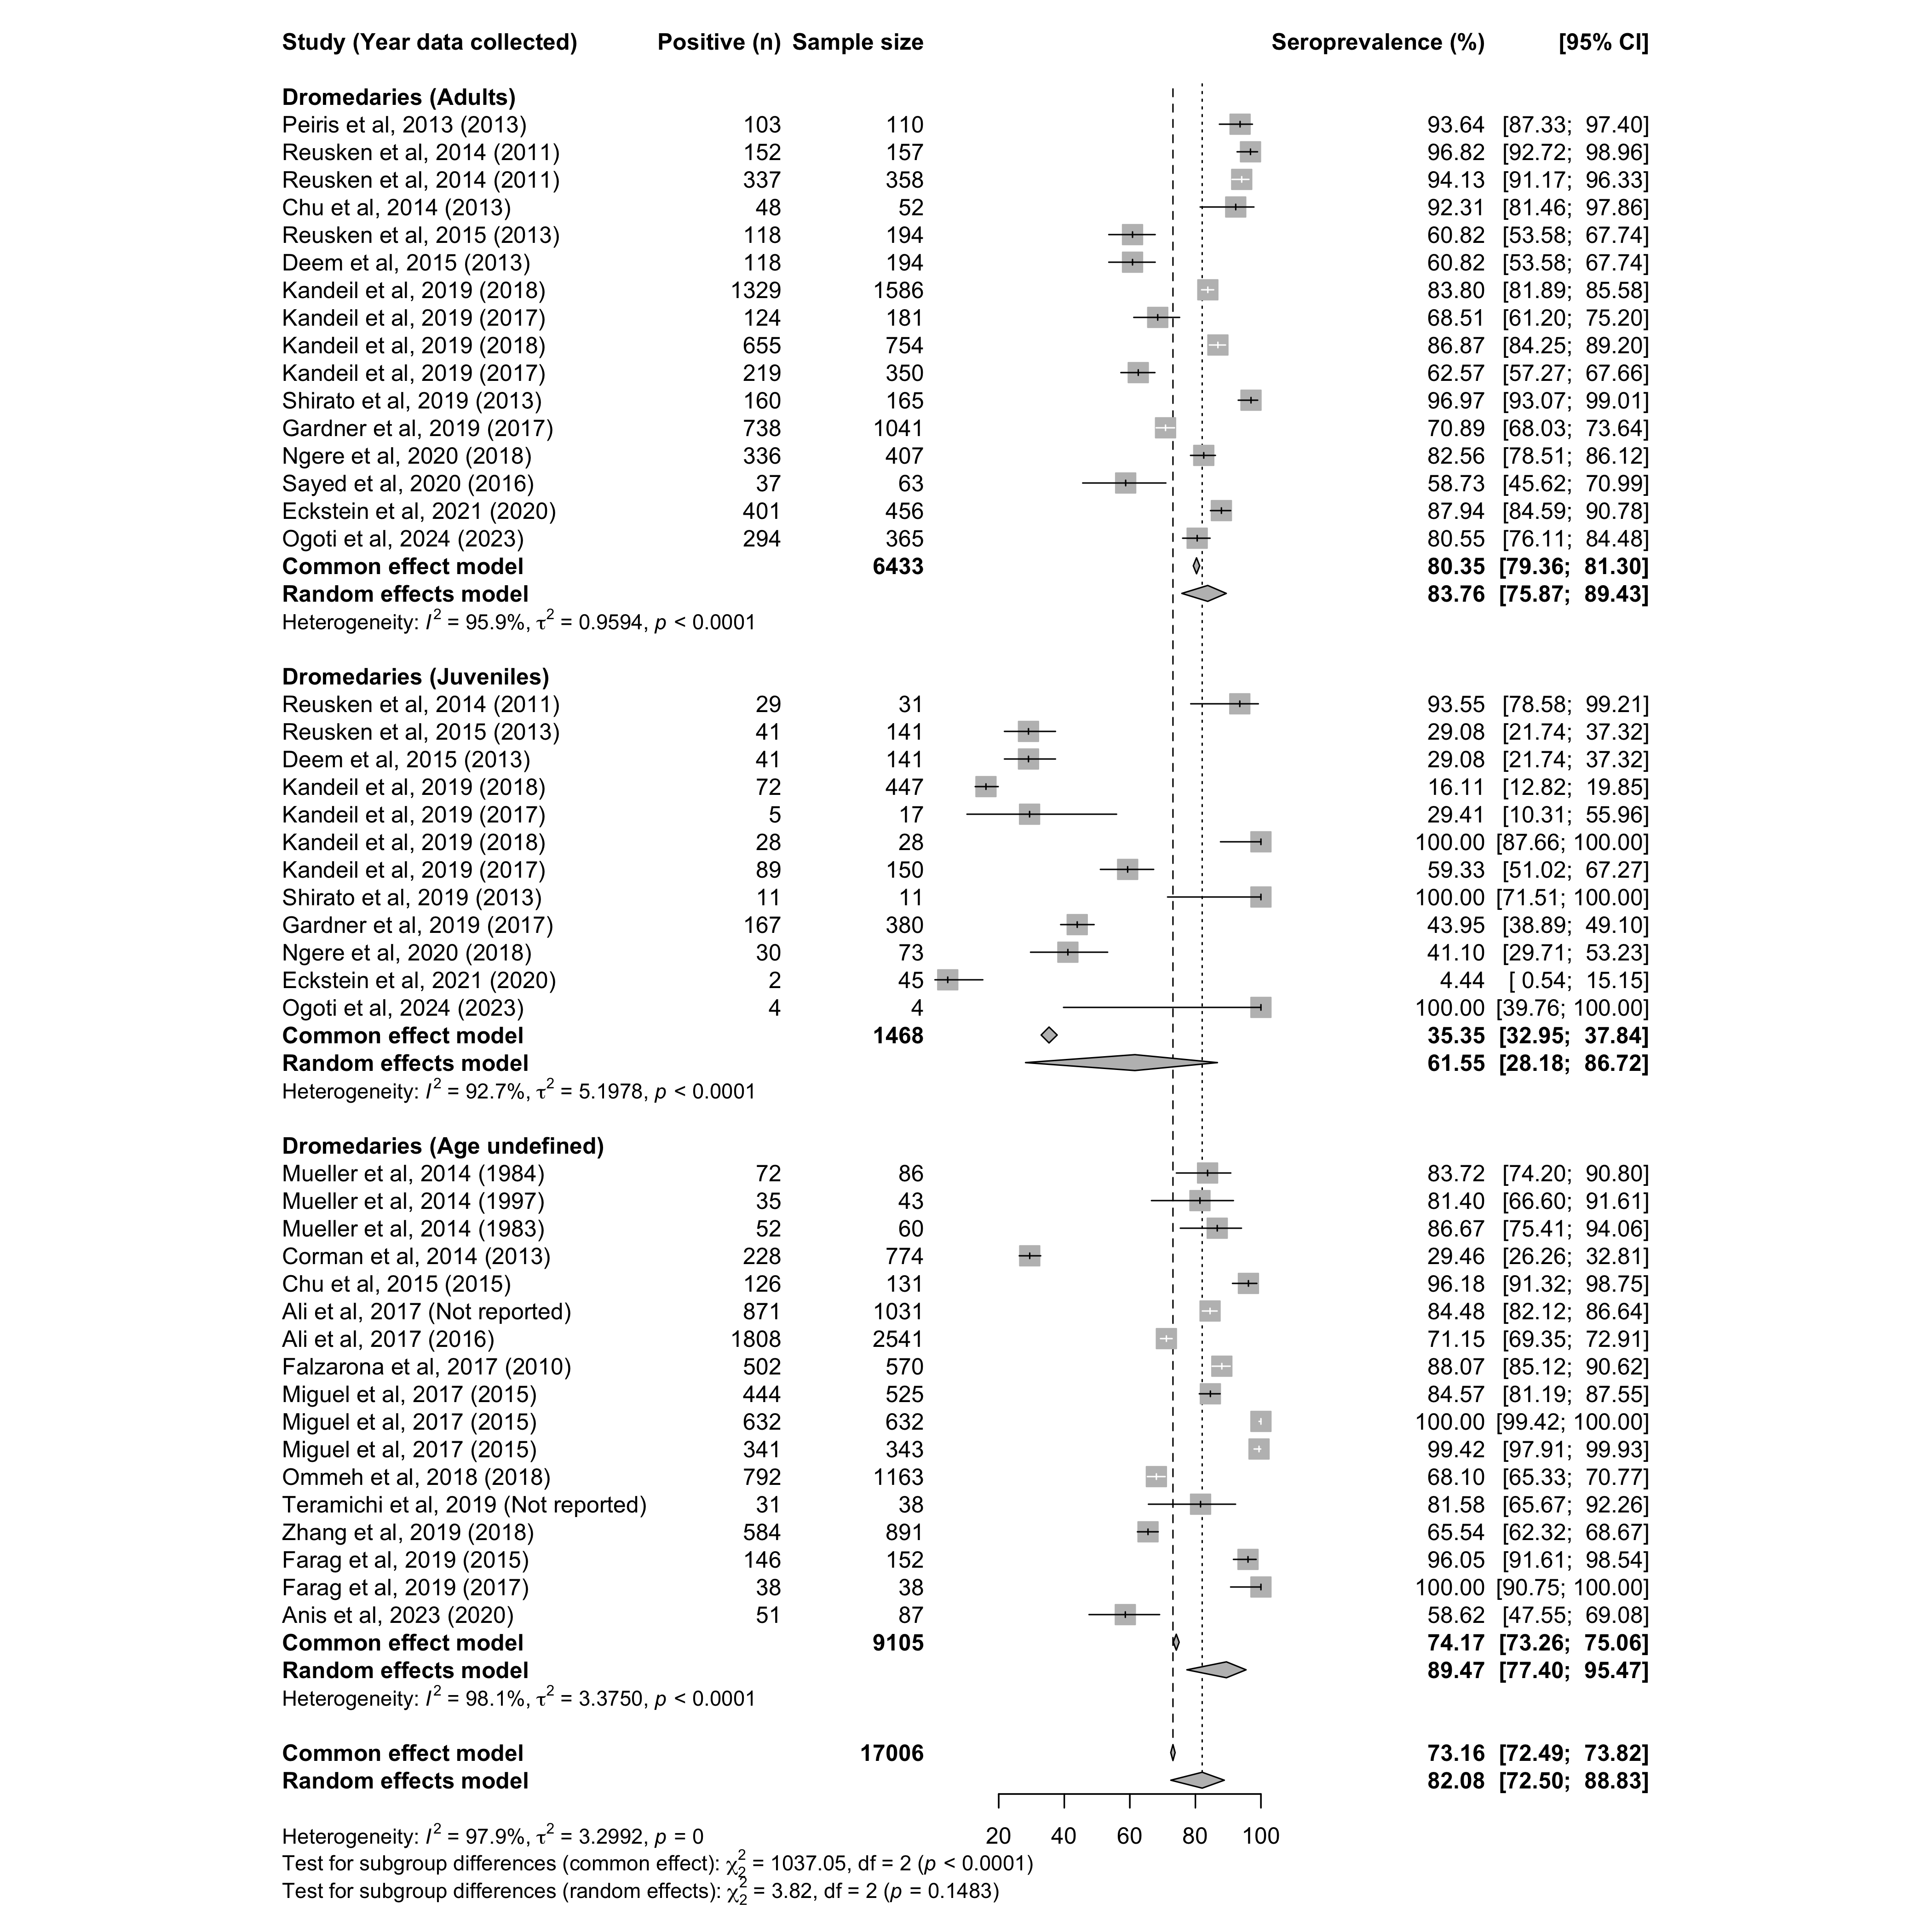 Study (Year data collected) Positive (n) Sample size Seroprevalence (%) [95% CI]
Dromedaries (Adults)
Peiris et al, 2013 (2013) 103 110 93.64 [87.33; 97.40]
Reusken et al, 2014 (2011) 152 157 96.82 [92.72; 98.96]
Reusken et al, 2014 (2011) 337 358 94.13 [91.17; 96.33]
Chu et al, 2014 (2013) 48 52 92.31 [81.46; 97.86]
Reusken et al, 2015 (2013) 118 194 60.82 [53.58; 67.74]
Deem et al, 2015 (2013) 118 194 60.82 [53.58; 67.74]
Kandeil et al, 2019 (2018) 1329 1586 83.80 [81.89; 85.58]
Kandeil et al, 2019 (2017) 124 181 68.51 [61.20; 75.20]
Kandeil et al, 2019 (2018) 655 754 86.87 [84.25; 89.20]
Kandeil et al, 2019 (2017) 219 350 62.57 [57.27; 67.66]
Shirato et al, 2019 (2013) 160 165 96.97 [93.07; 99.01]
Gardner et al, 2019 (2017) 738 1041 70.89 [68.03; 73.64]
Ngere et al, 2020 (2018) 336 407 82.56 [78.51; 86.12]
Sayed et al, 2020 (2016) 37 63 58.73 [45.62; 70.99]
Eckstein et al, 2021 (2020) 401 456 87.94 [84.59; 90.78]
Ogoti et al, 2024 (2023) 294 365 80.55 [76.11; 84.48]
Common effect model 6433 80.35 [79.36; 81.30]
Random effects model 83.76 [75.87; 89.43]
Heterogeneity: I² = 95.9%, τ² = 0.9594, p < 0.0001
Dromedaries (Juveniles)
Reusken et al, 2014 (2011) 29 31 93.55 [78.58; 99.21]
Reusken et al, 2015 (2013) 41 141 29.08 [21.74; 37.32]
Deem et al, 2015 (2013) 41 141 29.08 [21.74; 37.32]
Kandeil et al, 2019 (2018) 72 447 16.11 [12.82; 19.85]
Kandeil et al, 2019 (2017) 5 17 29.41 [10.31; 55.96]
Kandeil et al, 2019 (2018) 28 28 100.00 [87.66; 100.00]
Kandeil et al, 2019 (2017) 89 150 59.33 [51.02; 67.27]
Shirato et al, 2019 (2013) 11 11 100.00 [71.51; 100.00]
Gardner et al, 2019 (2017) 167 380 43.95 [38.89; 49.10]
Ngere et al, 2020 (2018) 30 73 41.10 [29.71; 53.23]
Eckstein et al, 2021 (2020) 2 45 4.44 [ 0.54; 15.15]
Ogoti et al, 2024 (2023) 4 4 100.00 [39.76; 100.00]
Common effect model 1468 35.35 [32.95; 37.84]
Random effects model 61.55 [28.18; 86.72]
Heterogeneity: I² = 92.7%, τ² = 5.1978, p < 0.0001
Dromedaries (Age undefined)
Mueller et al, 2014 (1984) 72 86 83.72 [74.20; 90.80]
Mueller et al, 2014 (1997) 35 43 81.40 [66.60; 91.61]
Mueller et al, 2014 (1983) 52 60 86.67 [75.41; 94.06]
Corman et al, 2014 (2013) 228 774 29.46 [26.26; 32.81]
Chu et al, 2015 (2015) 126 131 96.18 [91.32; 98.75]
Ali et al, 2017 (Not reported) 871 1031 84.48 [82.12; 86.64]
Ali et al, 2017 (2016) 1808 2541 71.15 [69.35; 72.91]
Falzarona et al, 2017 (2010) 502 570 88.07 [85.12; 90.62]
Miguel et al, 2017 (2015) 444 525 84.57 [81.19; 87.55]
Miguel et al, 2017 (2015) 632 632 100.00 [99.42; 100.00]
Miguel et al, 2017 (2015) 341 343 99.42 [97.91; 99.93]
Ommeh et al, 2018 (2018) 792 1163 68.10 [65.33; 70.77]
Teramichi et al, 2019 (Not reported) 31 38 81.58 [65.67; 92.26]
Zhang et al, 2019 (2018) 584 891 65.54 [62.32; 68.67]
Farag et al, 2019 (2015) 146 152 96.05 [91.61; 98.54]
Farag et al, 2019 (2017) 38 38 100.00 [90.75; 100.00]
Anis et al, 2023 (2020) 51 87 58.62 [47.55; 69.08]
Common effect model 9105 74.17 [73.26; 75.06]
Random effects model 89.47 [77.40; 95.47]
Heterogeneity: I² = 98.1%, τ² = 3.3750, p < 0.0001
Common effect model 17006 73.16 [72.49; 73.82]
Random effects model 82.08 [72.50; 88.83]
20 40 60 80 100
Heterogeneity: I² = 97.9%, τ² = 3.2992, p = 0
Test for subgroup differences (common effect): χ²₂ = 1037.05, df = 2 (p < 0.0001)
Test for subgroup differences (random effects): χ²₂ = 3.82, df = 2 (p = 0.1483)